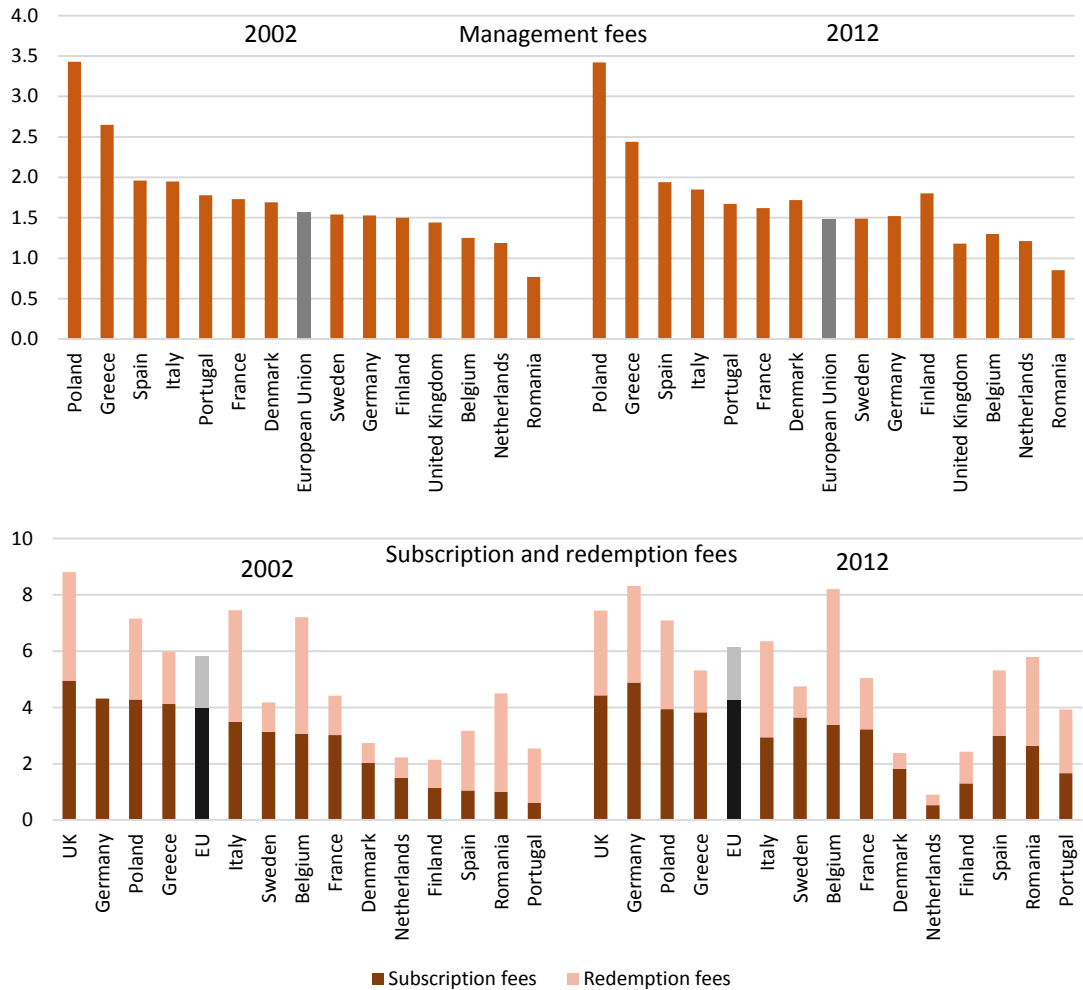 4.0
3.5
3.0
2.5
2.0
1.5
1.0
0.5
0.0
2002
Management fees
2012
Poland
Greece
Spain
Italy
Portugal
France
Denmark
European Union
Sweden
Germany
Finland
United Kingdom
Belgium
Netherlands
Romania
Poland
Greece
Spain
Italy
Portugal
France
Denmark
European Union
Sweden
Germany
Finland
United Kingdom
Belgium
Netherlands
Romania
10
8
6
4
2
0
Subscription and redemption fees
2002
2012
UK
Germany
Poland
Greece
EU
Italy
Sweden
Belgium
France
Denmark
Netherlands
Finland
Spain
Romania
Portugal
UK
Germany
Poland
Greece
EU
Italy
Sweden
Belgium
France
Denmark
Netherlands
Finland
Spain
Romania
Portugal
Subscription fees
Redemption fees